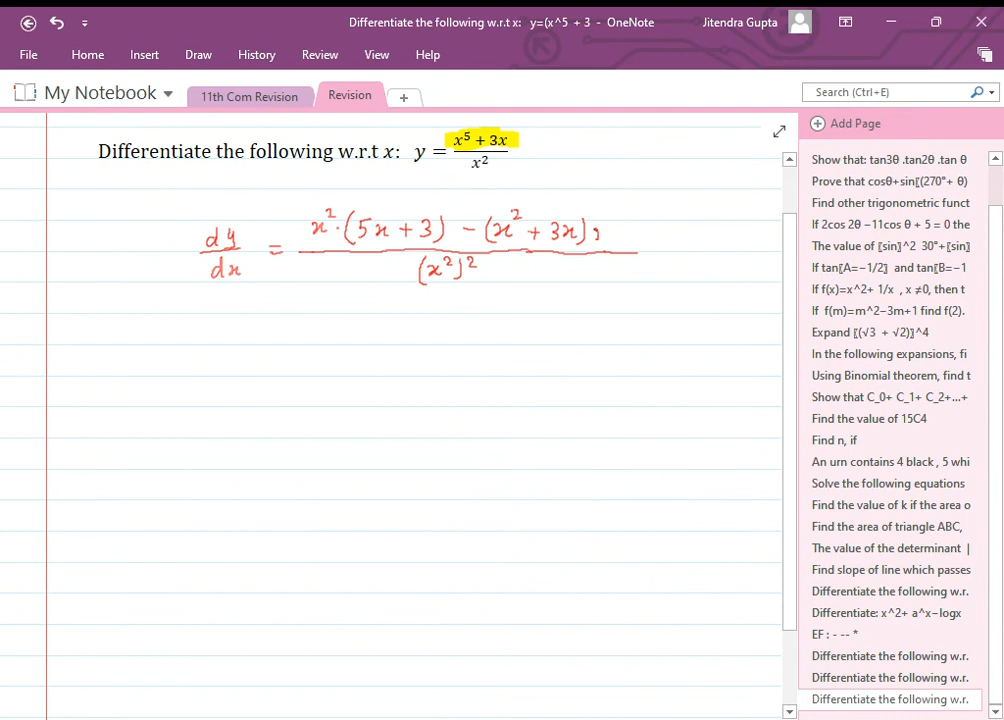 Differentiate the following w.r.t x: y=(x^5 + 3 - OneNote
Jitendra Gupta
File Home Insert Draw History Review View Help
My Notebook
11th Com Revision
Revision
+
Search (Ctrl+E)
Add Page
Differentiate the following w.r.t x: y = (x⁵ + 3x)/x²
dy/dx = (x²·(5x + 3) − (x² + 3x))/(x²)²
Show that: tan3θ .tan2θ .tan θ
Prove that cosθ+sin〖(270°+ θ)
Find other trigonometric funct
If 2cos 2θ −11cos θ + 5 = 0 the
The value of 〖sin〗^2 30°+〖sin〗
If tan〖A=−1/2〗 and tan〖B=−1
If f(x)=x^2+ 1/x , x ≠0, then t
If f(m)=m^2−3m+1 find f(2).
Expand 〖(√3 + √2)〗^4
In the following expansions, fi
Using Binomial theorem, find t
Show that C_0+ C_1+ C_2+...+
Find the value of 15C4
Find n, if
An urn contains 4 black , 5 whi
Solve the following equations
Find the value of k if the area o
Find the area of triangle ABC,
The value of the determinant |
Find slope of line which passes
Differentiate the following w.r.
Differentiate: x^2+ a^x−logx
EF : - -- *
Differentiate the following w.r.
Differentiate the following w.r.
Differentiate the following w.r.